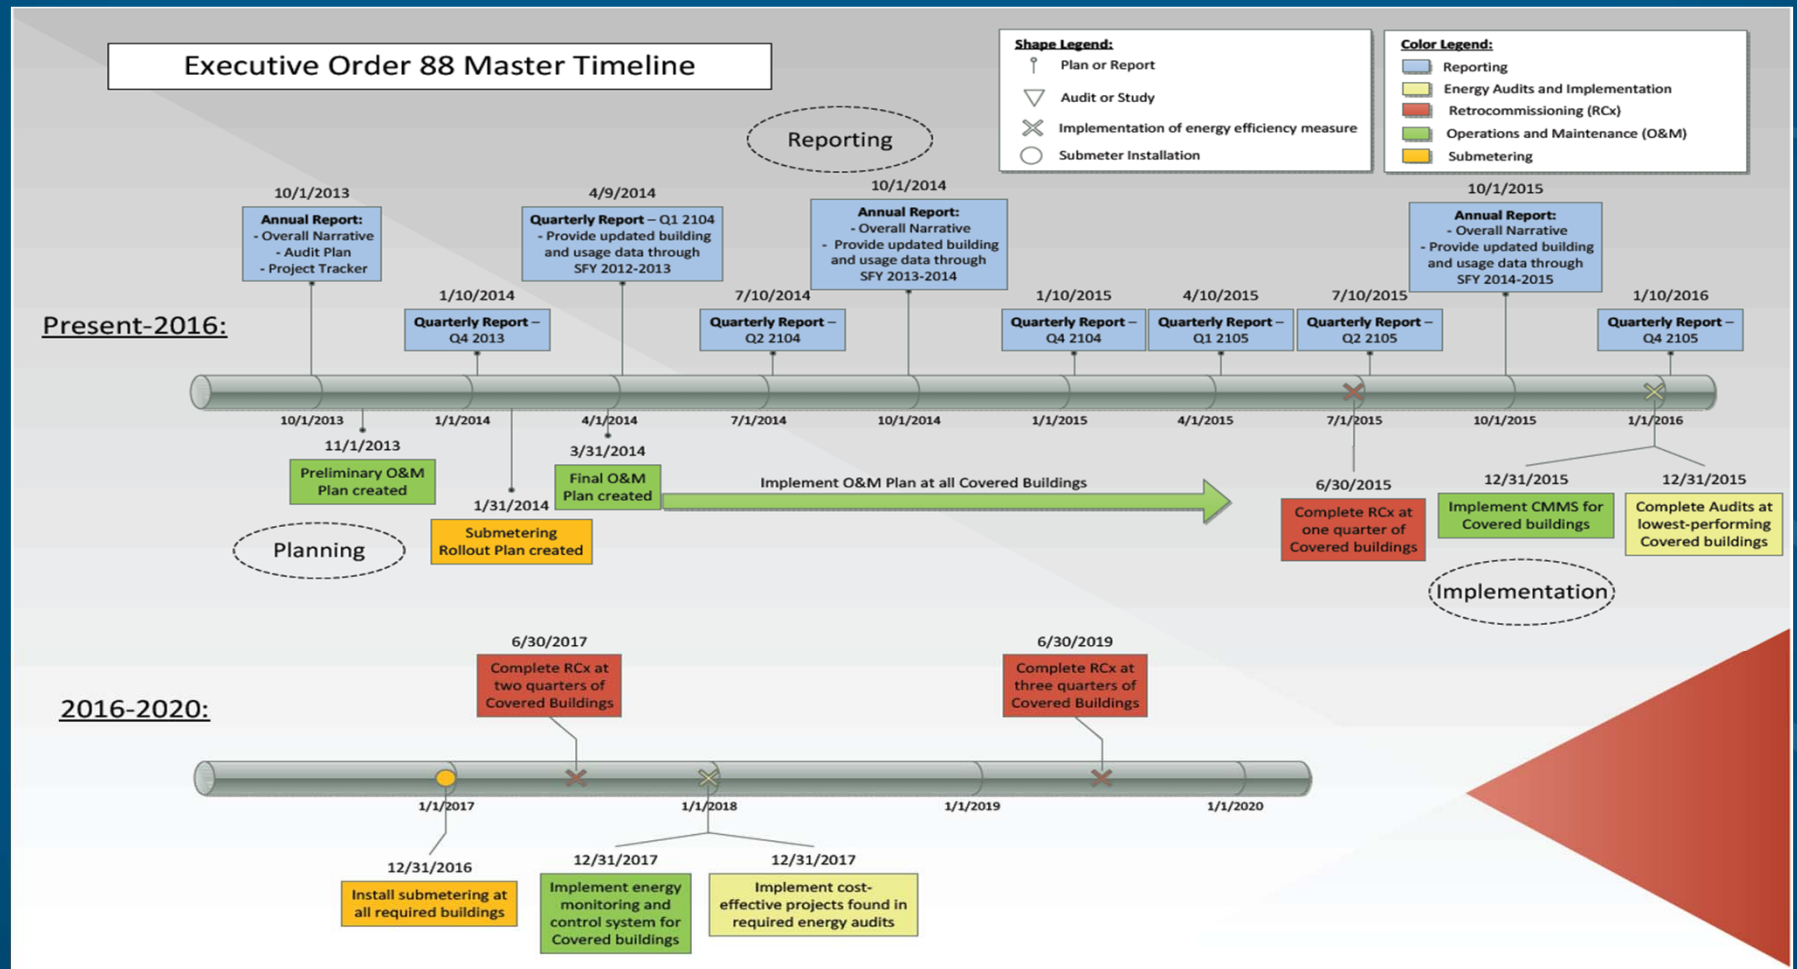 Executive Order 88 Master Timeline
Shape Legend:
Plan or Report
Audit or Study
Implementation of energy efficiency measure
Submeter Installation
Color Legend:
Reporting
Energy Audits and Implementation
Retrocommissioning (RCx)
Operations and Maintenance (O&M)
Submetering
Reporting
10/1/2013
Annual Report:
- Overall Narrative
- Audit Plan
- Project Tracker
4/9/2014
Quarterly Report – Q1 2104
- Provide updated building
and usage data through
SFY 2012-2013
10/1/2014
Annual Report:
- Overall Narrative
- Provide updated building
and usage data through
SFY 2013-2014
10/1/2015
Annual Report:
- Overall Narrative
- Provide updated building
and usage data through
SFY 2014-2015
Present-2016:
1/10/2014
Quarterly Report –
Q4 2013
7/10/2014
Quarterly Report –
Q2 2104
1/10/2015
Quarterly Report –
Q4 2104
4/10/2015
Quarterly Report –
Q1 2105
7/10/2015
Quarterly Report –
Q2 2105
1/10/2016
Quarterly Report –
Q4 2105
10/1/2013
1/1/2014
4/1/2014
7/1/2014
10/1/2014
1/1/2015
4/1/2015
7/1/2015
10/1/2015
1/1/2016
11/1/2013
Preliminary O&M
Plan created
1/31/2014
Submetering
Rollout Plan created
3/31/2014
Final O&M
Plan created
Implement O&M Plan at all Covered Buildings
6/30/2015
Complete RCx at
one quarter of
Covered buildings
12/31/2015
Implement CMMS for
Covered buildings
12/31/2015
Complete Audits at
lowest-performing
Covered buildings
Planning
Implementation
2016-2020:
6/30/2017
Complete RCx at
two quarters of
Covered Buildings
6/30/2019
Complete RCx at
three quarters of
Covered Buildings
1/1/2017
1/1/2018
1/1/2019
1/1/2020
12/31/2016
Install submetering at
all required buildings
12/31/2017
Implement energy
monitoring and
control system for
Covered buildings
12/31/2017
Implement cost-
effective projects found in
required energy audits